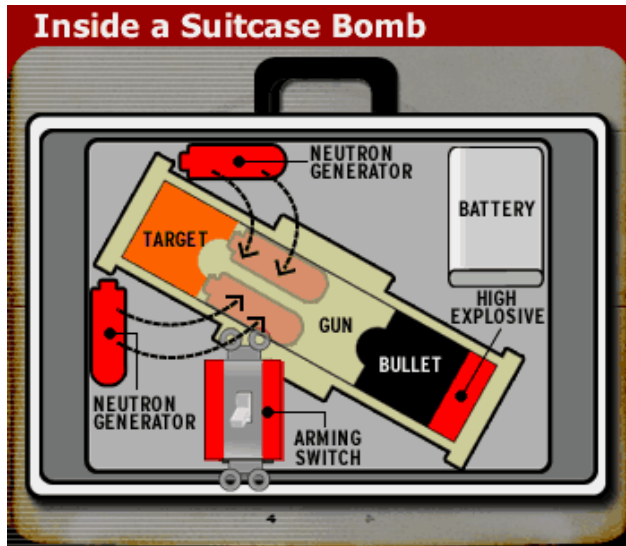 Inside a Suitcase Bomb
NEUTRON
GENERATOR
BATTERY
TARGET
HIGH
EXPLOSIVE
GUN
BULLET
NEUTRON
GENERATOR
ARMING
SWITCH